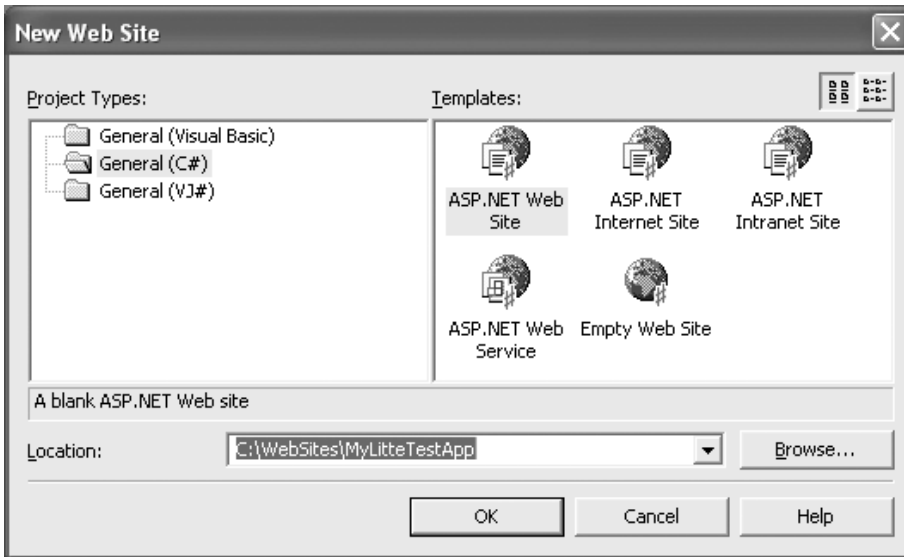 New Web Site
Project Types:
Templates:
General (Visual Basic)
General (C#)
General (VJ#)
ASP.NET Web
Site
ASP.NET
Internet Site
ASP.NET
Intranet Site
ASP.NET Web
Service
Empty Web Site
A blank ASP.NET Web site
Location:
C:\WebSites\MyLitteTestApp
Browse...
OK
Cancel
Help